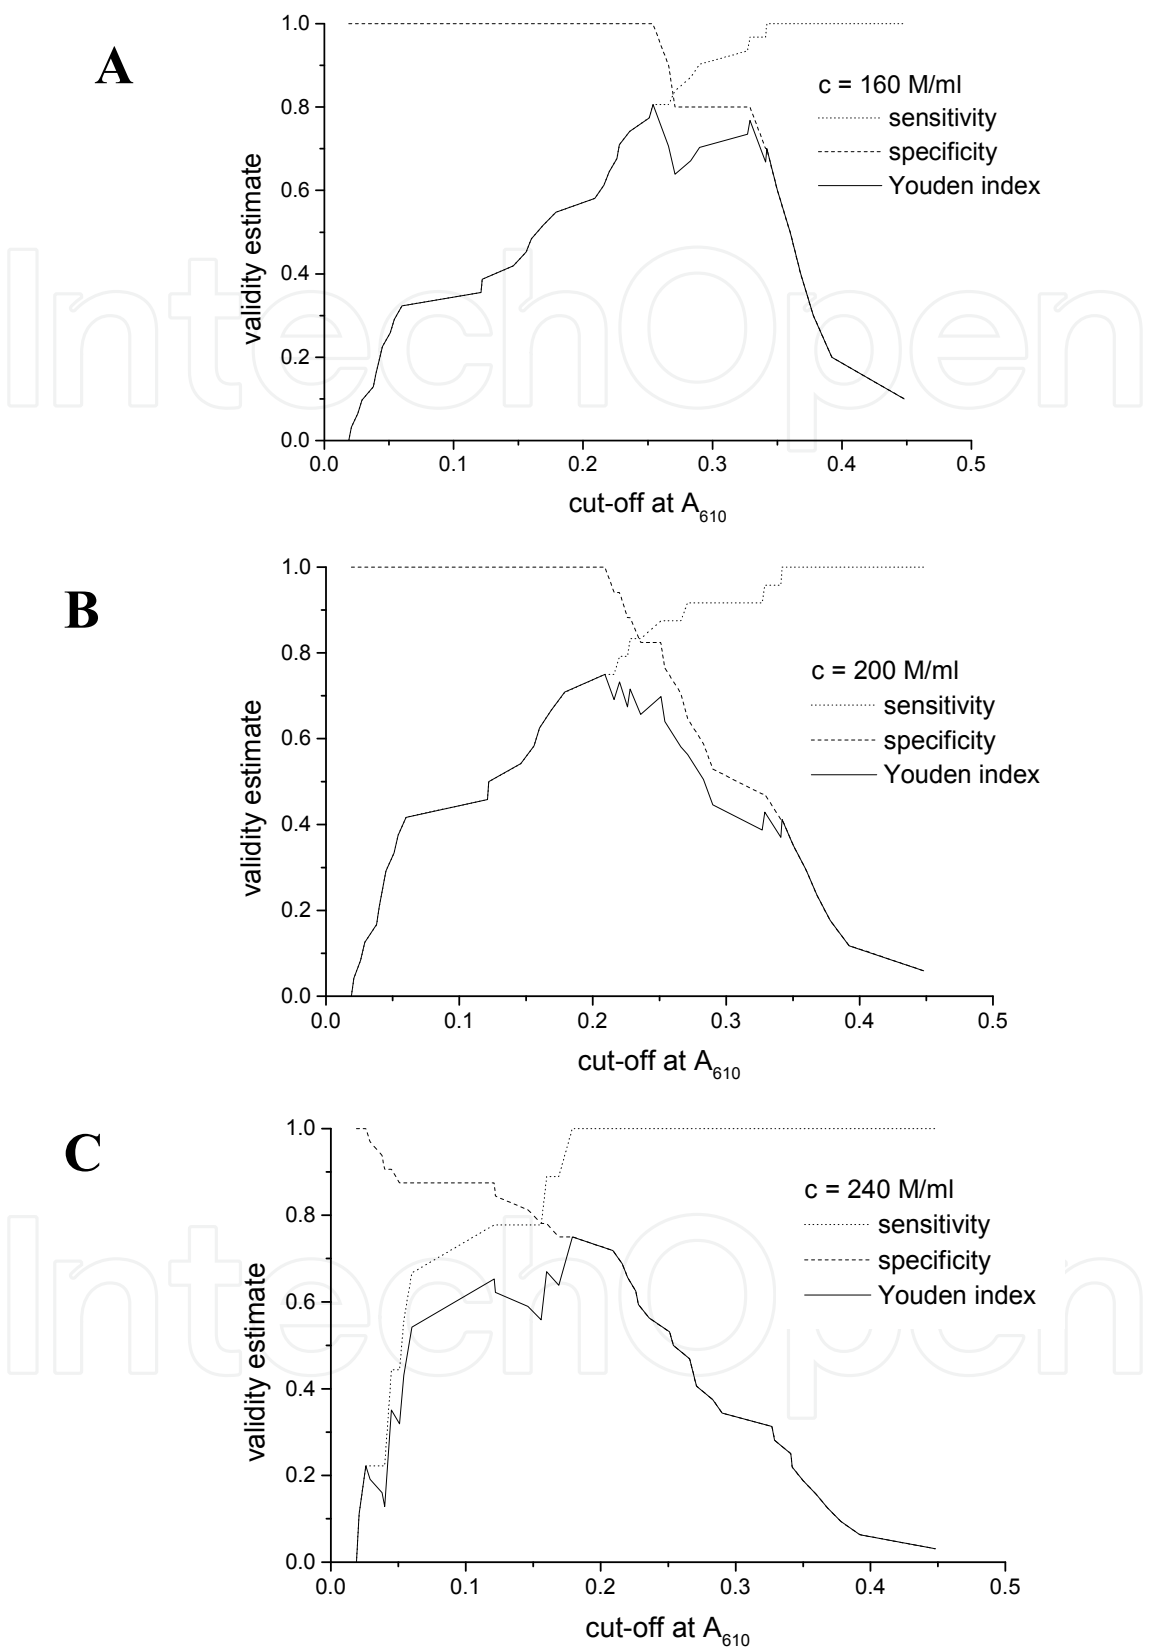 A
1.0
0.8
0.6
0.4
0.2
0.0
validity estimate
c = 160 M/ml
sensitivity
specificity
Youden index
0.0 0.1 0.2 0.3 0.4 0.5
cut-off at A610
B
1.0
0.8
0.6
0.4
0.2
0.0
validity estimate
c = 200 M/ml
sensitivity
specificity
Youden index
0.0 0.1 0.2 0.3 0.4 0.5
cut-off at A610
C
1.0
0.8
0.6
0.4
0.2
0.0
validity estimate
c = 240 M/ml
sensitivity
specificity
Youden index
0.0 0.1 0.2 0.3 0.4 0.5
cut-off at A610
IntechOpen
IntechOpen